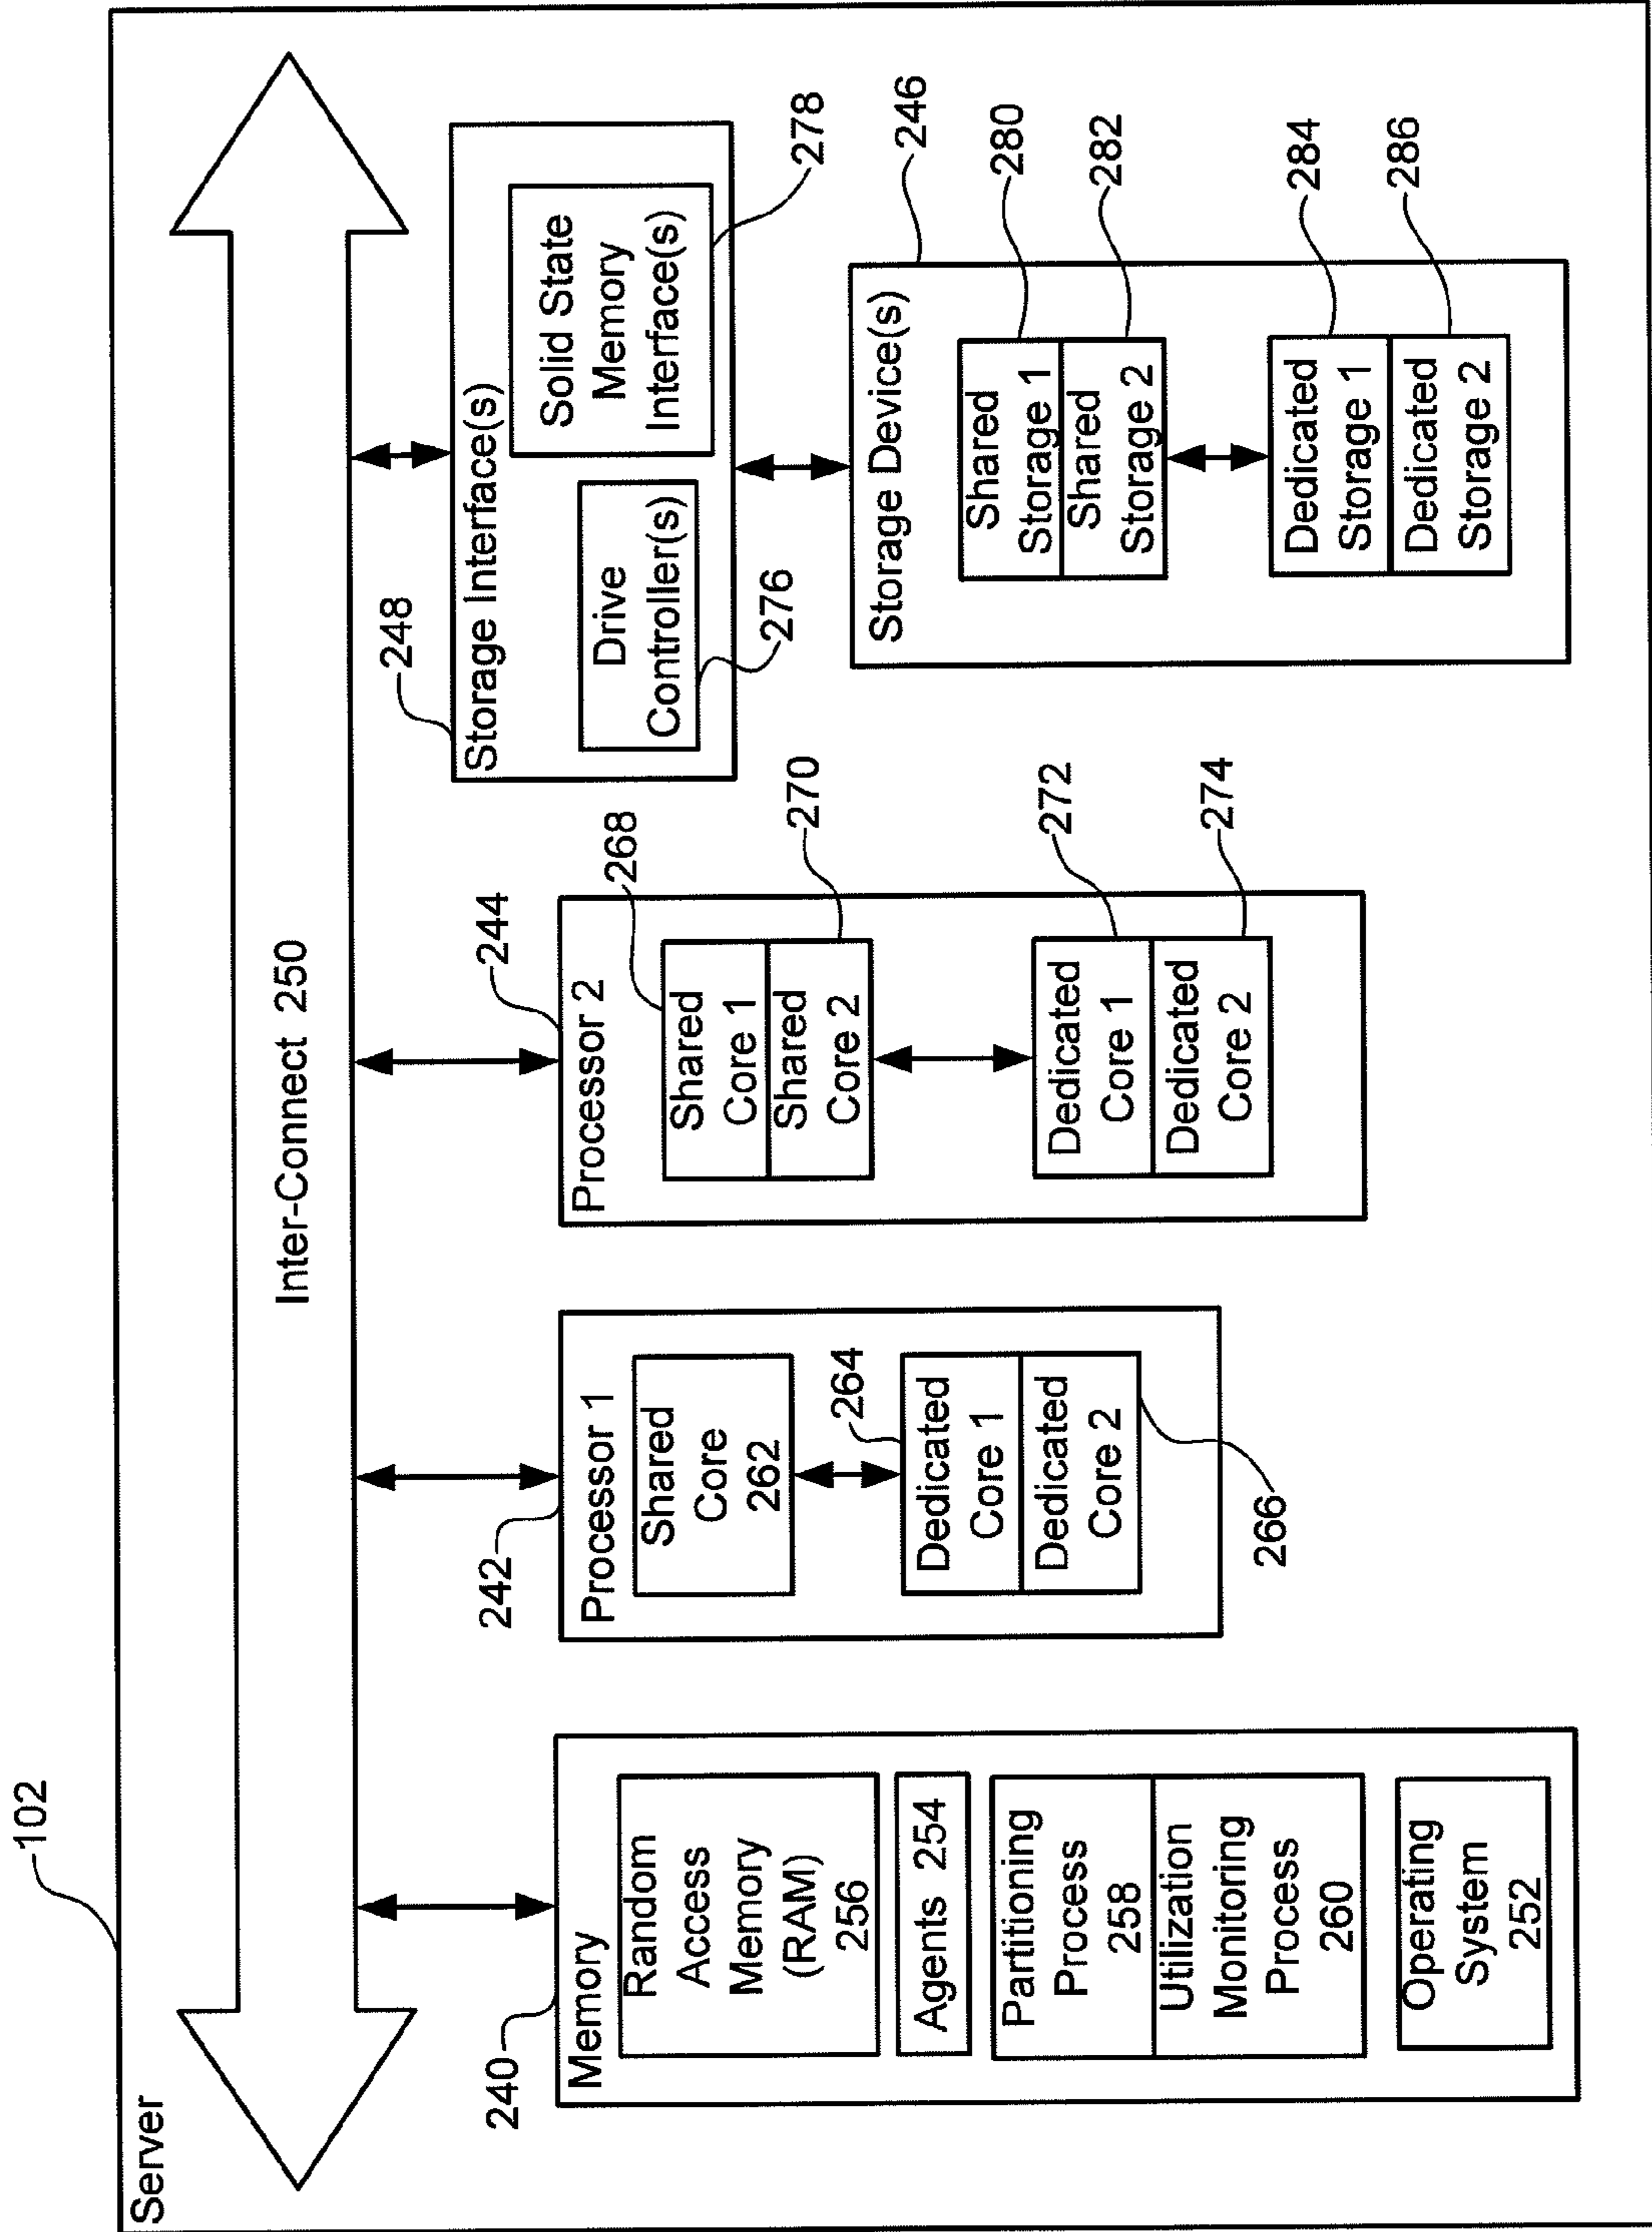 102
Server
Inter-Connect 250
240
Memory
Random
Access
Memory
(RAM)
256
Agents 254
Partitioning
Process
258
Utilization
Monitoring
Process
260
Operating
System
252
242
Processor 1
Shared
Core
262
264
Dedicated
Core 1
Dedicated
Core 2
266
244
Processor 2
268
Shared
Core 1
Shared
Core 2
270
272
Dedicated
Core 1
Dedicated
Core 2
274
248
Storage Interface(s)
Drive
Controller(s)
276
Solid State
Memory
Interface(s)
278
246
Storage Device(s)
Shared
Storage 1
280
Shared
Storage 2
282
Dedicated
Storage 1
284
Dedicated
Storage 2
286